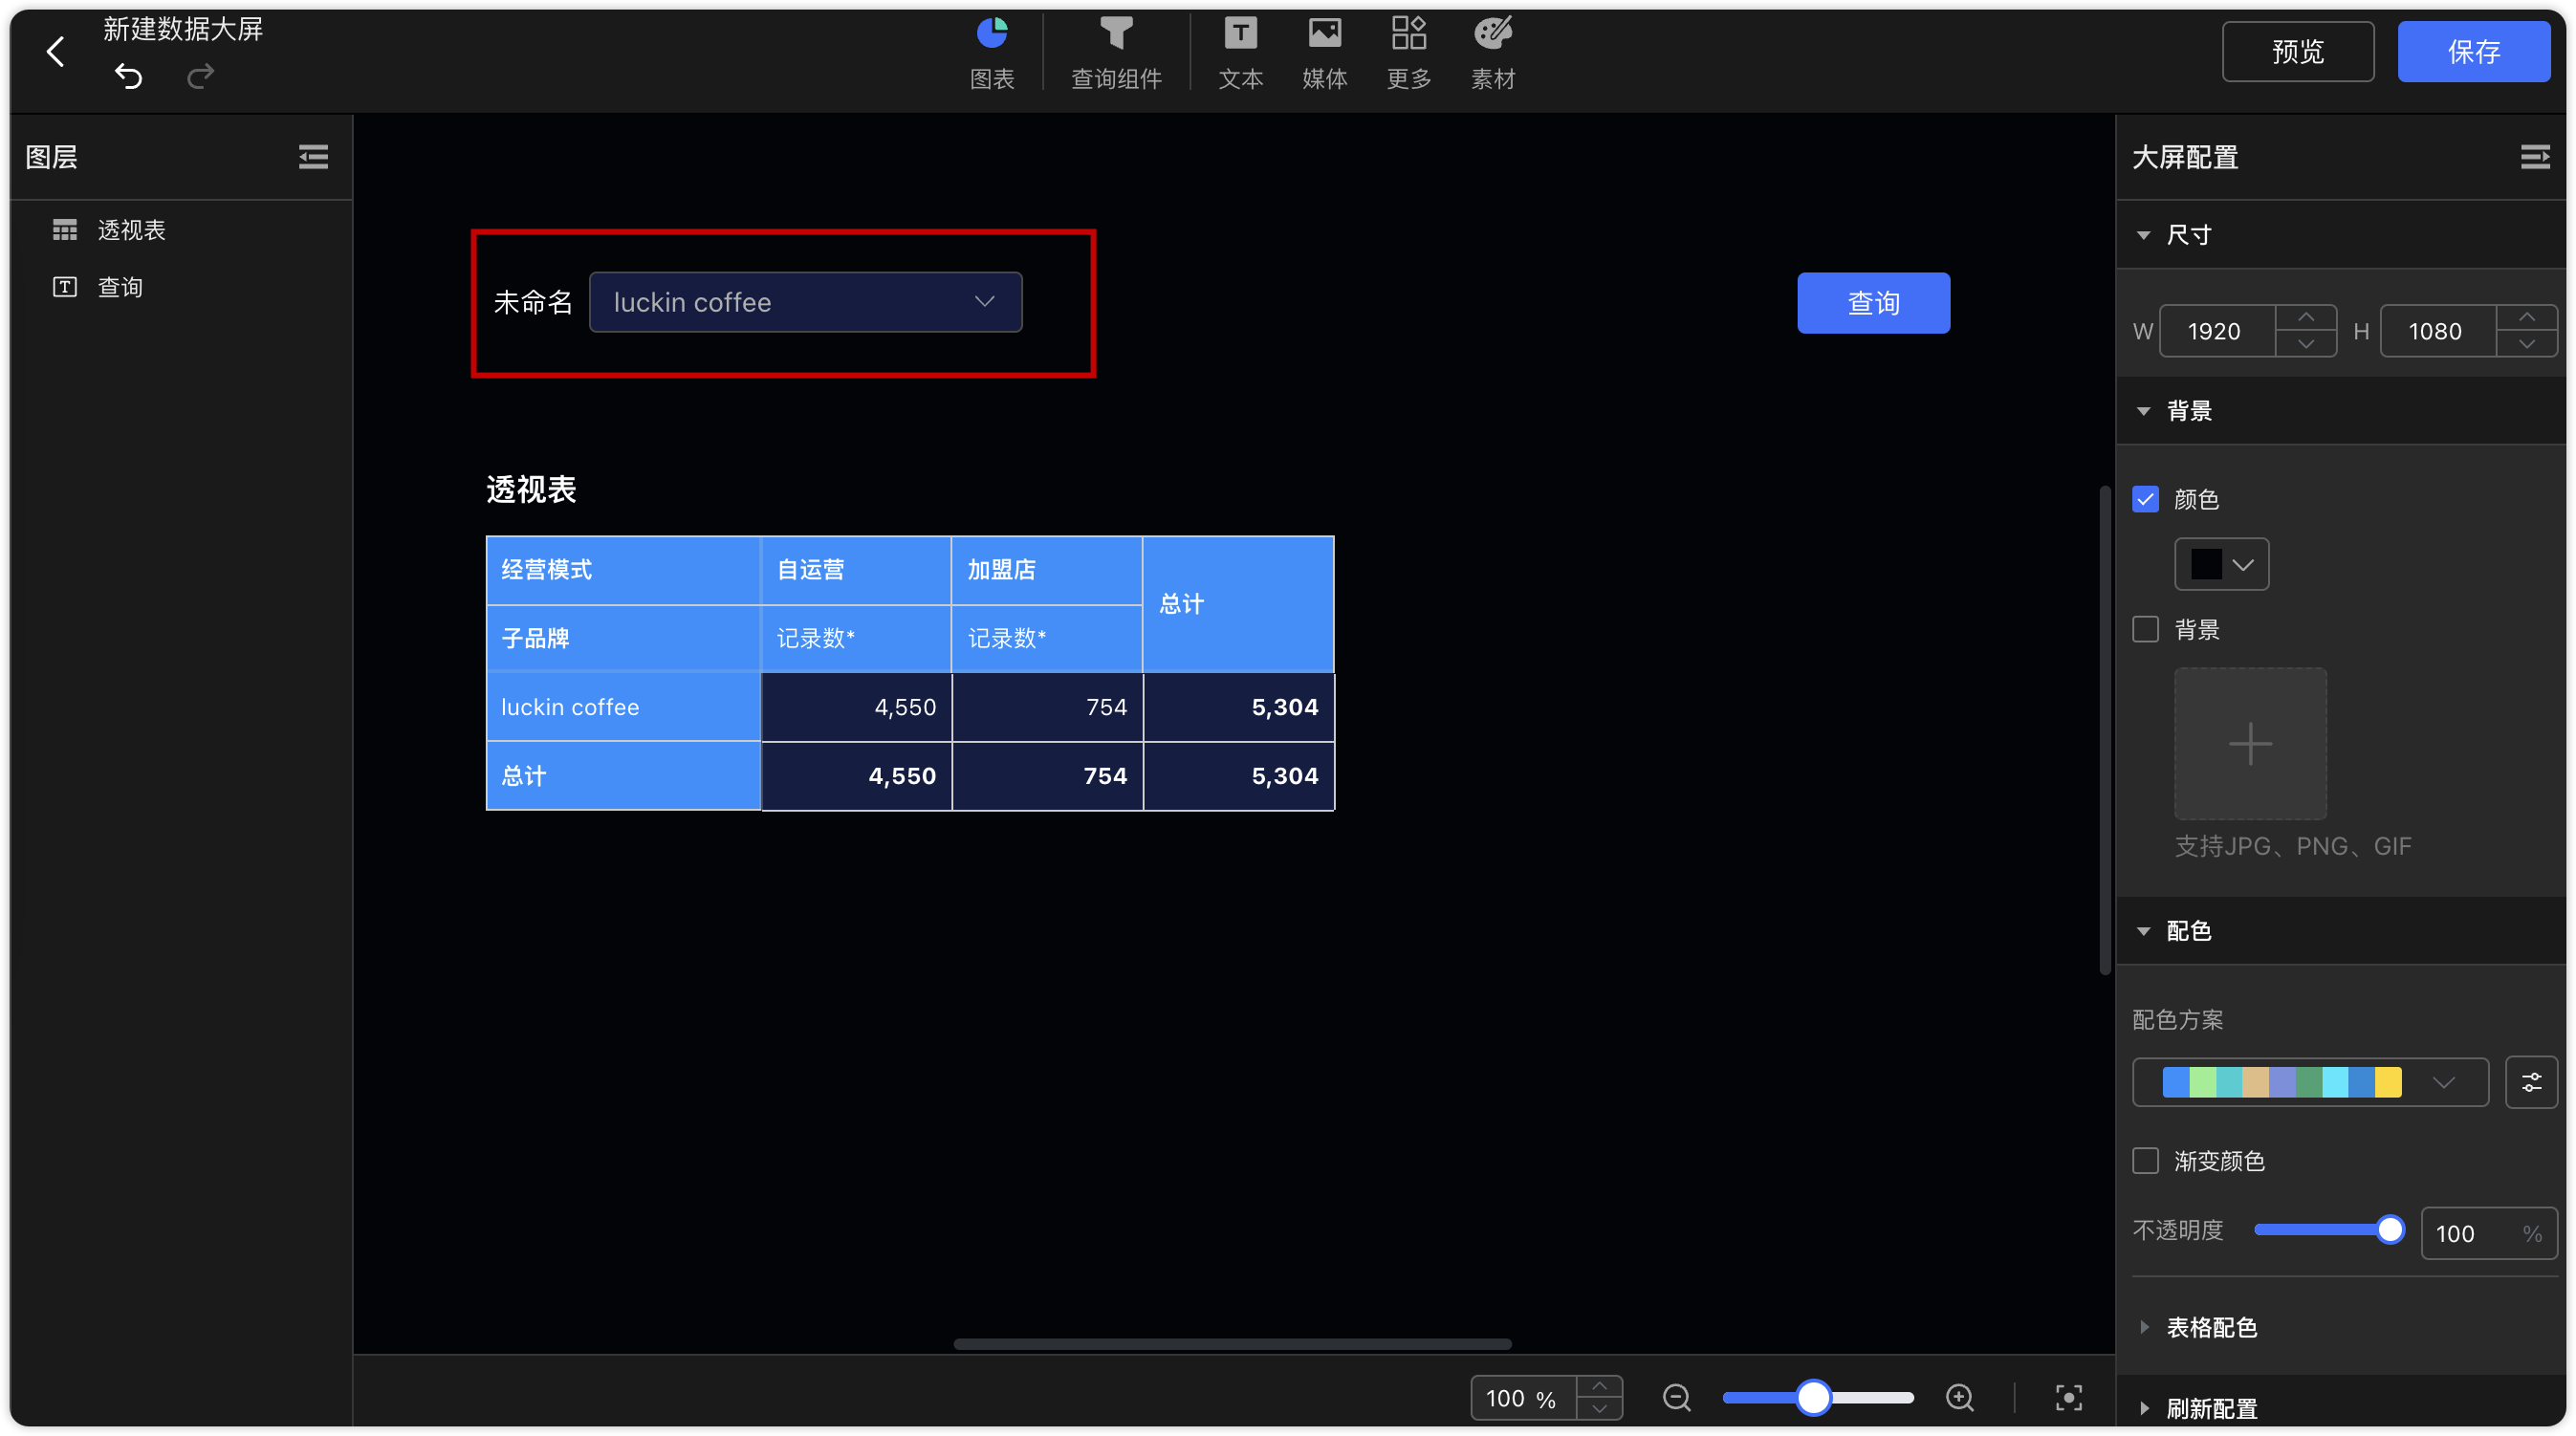 新建数据大屏
图表
查询组件
文本
媒体
更多
素材
预览
保存
图层
透视表
查询
未命名
luckin coffee
查询
透视表
经营模式 自运营 加盟店 总计
子品牌 记录数* 记录数*
luckin coffee 4,550 754 5,304
总计 4,550 754 5,304
100 %
大屏配置
尺寸
W 1920 H 1080
背景
颜色
背景
支持JPG、PNG、GIF
配色
配色方案
渐变颜色
不透明度 100 %
表格配色
刷新配置